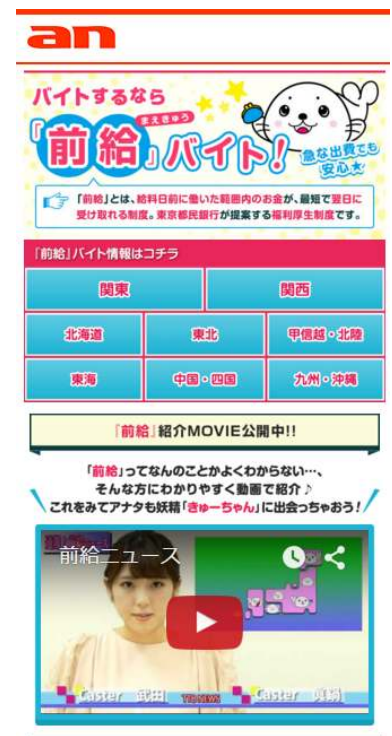 an
バイトするなら
まえきゅう
『前給』バイト!
急な出費でも
安心★
「前給」とは、給料日前に働いた範囲内のお金が、最短で翌日に
受け取れる制度。東京都民銀行が提案する福利厚生制度です。
『前給』バイト情報はコチラ
関東
関西
北海道
東北
甲信越・北陸
東海
中国・四国
九州・沖縄
『前給』紹介MOVIE公開中!!
「前給」ってなんのことかよくわからない…、
そんな方にわかりやすく動画で紹介♪
これをみてアナタも妖精「きゅーちゃん」に出会っちゃおう!
前給ニュース
Caster 武田
TTB NEWS
Caster 眞鍋